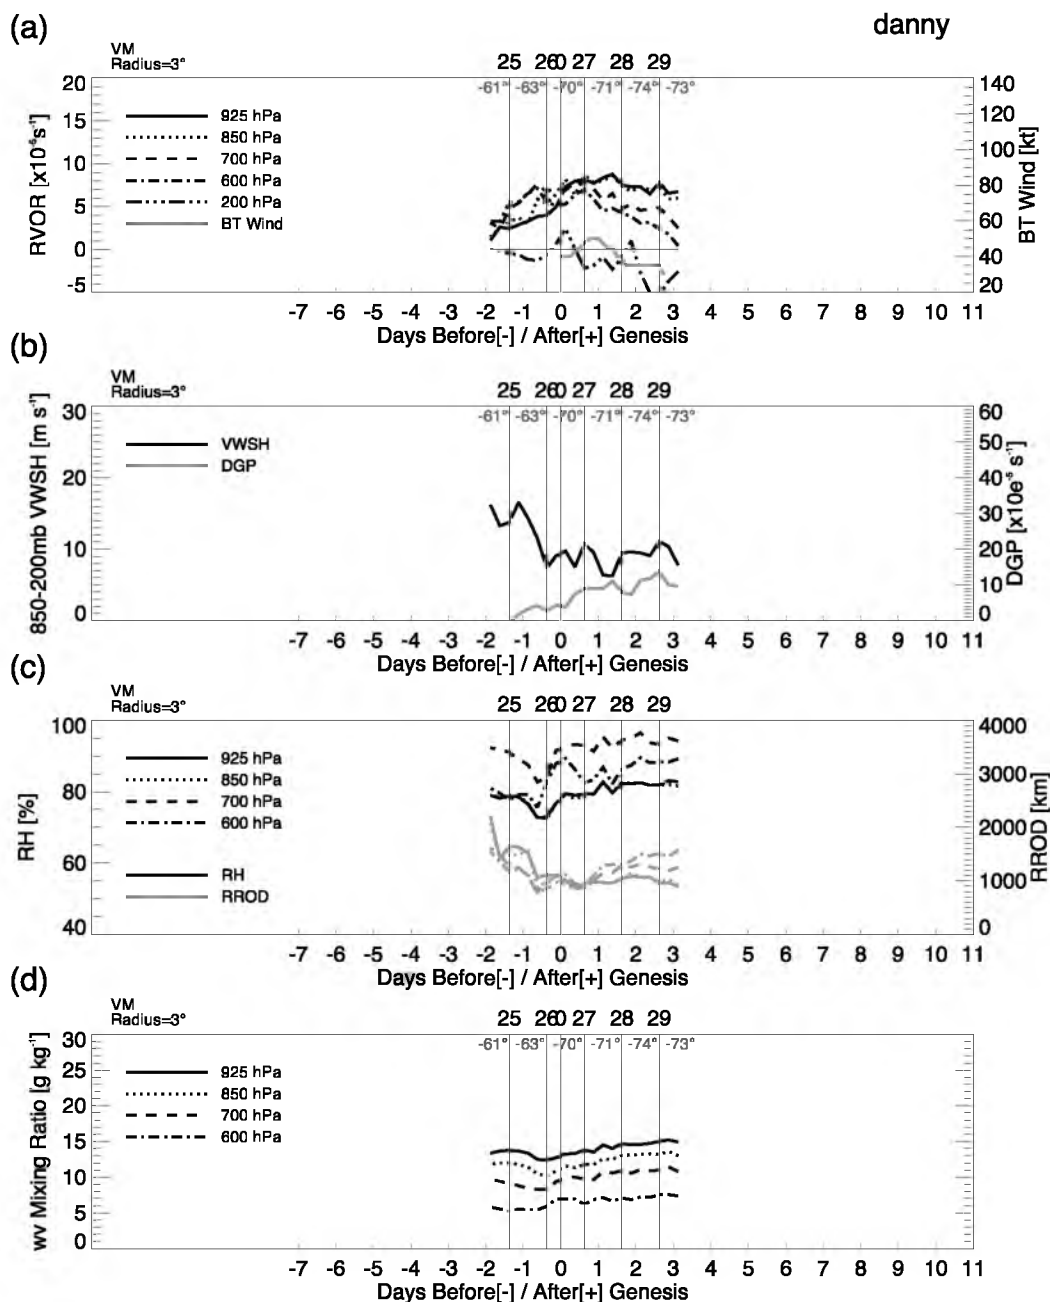 (a)
danny
VM
Radius=3°
25 26 0 27 28 29
-61° -63° -70° -71° -74° -73°
20
15
10
5
0
-5
RVOR [x10⁻⁵s⁻¹]
925 hPa
850 hPa
700 hPa
600 hPa
200 hPa
BT Wind
140
120
100
80
60
40
20
BT Wind [kt]
-7 -6 -5 -4 -3 -2 -1 0 1 2 3 4 5 6 7 8 9 10 11
Days Before[-] / After[+] Genesis
(b)
VM
Radius=3°
25 26 0 27 28 29
-61° -63° -70° -71° -74° -73°
30
20
10
0
850-200mb VWSH [m s⁻¹]
VWSH
DGP
60
50
40
30
20
10
0
DGP [x10e⁻⁵ s⁻¹]
-7 -6 -5 -4 -3 -2 -1 0 1 2 3 4 5 6 7 8 9 10 11
Days Before[-] / After[+] Genesis
(c)
VM
Radius=3°
25 26 0 27 28 29
100
80
60
40
RH [%]
925 hPa
850 hPa
700 hPa
600 hPa
RH
RROD
4000
3000
2000
1000
0
RROD [km]
-7 -6 -5 -4 -3 -2 -1 0 1 2 3 4 5 6 7 8 9 10 11
Days Before[-] / After[+] Genesis
(d)
VM
Radius=3°
25 26 0 27 28 29
-61° -63° -70° -71° -74° -73°
30
25
20
15
10
5
0
wv Mixing Ratio [g kg⁻¹]
925 hPa
850 hPa
700 hPa
600 hPa
-7 -6 -5 -4 -3 -2 -1 0 1 2 3 4 5 6 7 8 9 10 11
Days Before[-] / After[+] Genesis